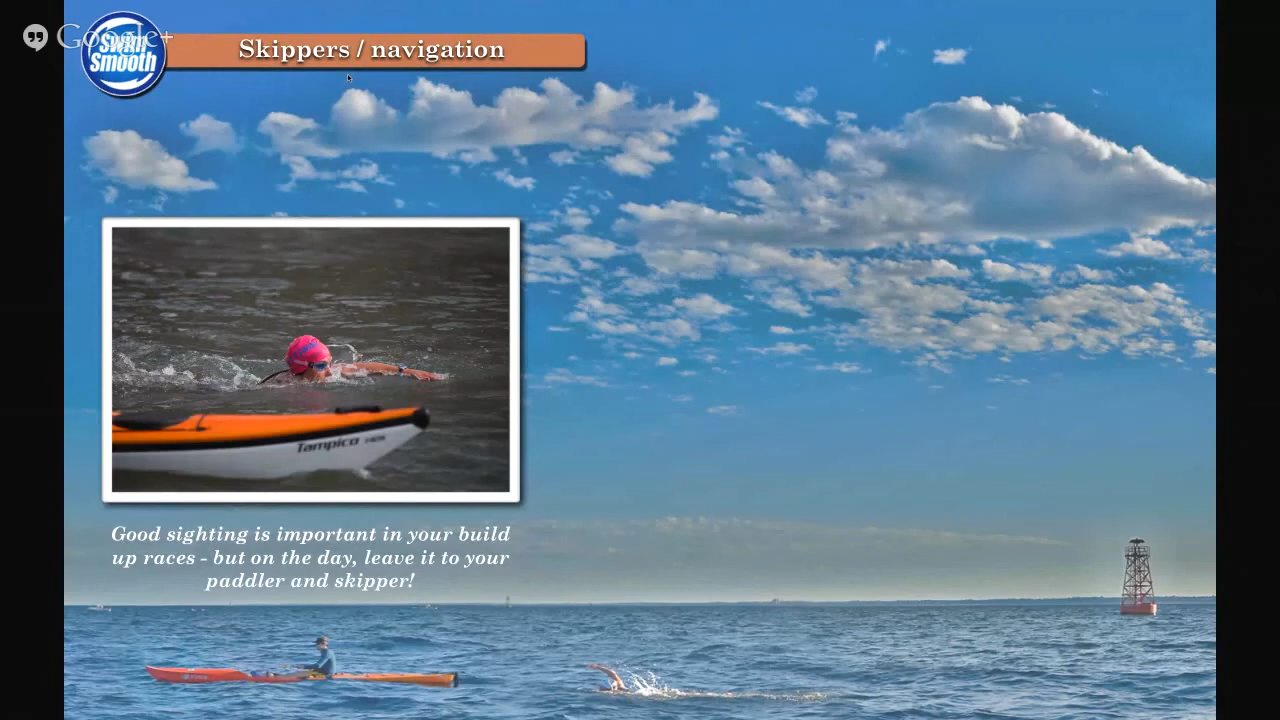 Google+
Swim
Smooth
Skippers / navigation
Tampico
Good sighting is important in your build
up races - but on the day, leave it to your
paddler and skipper!